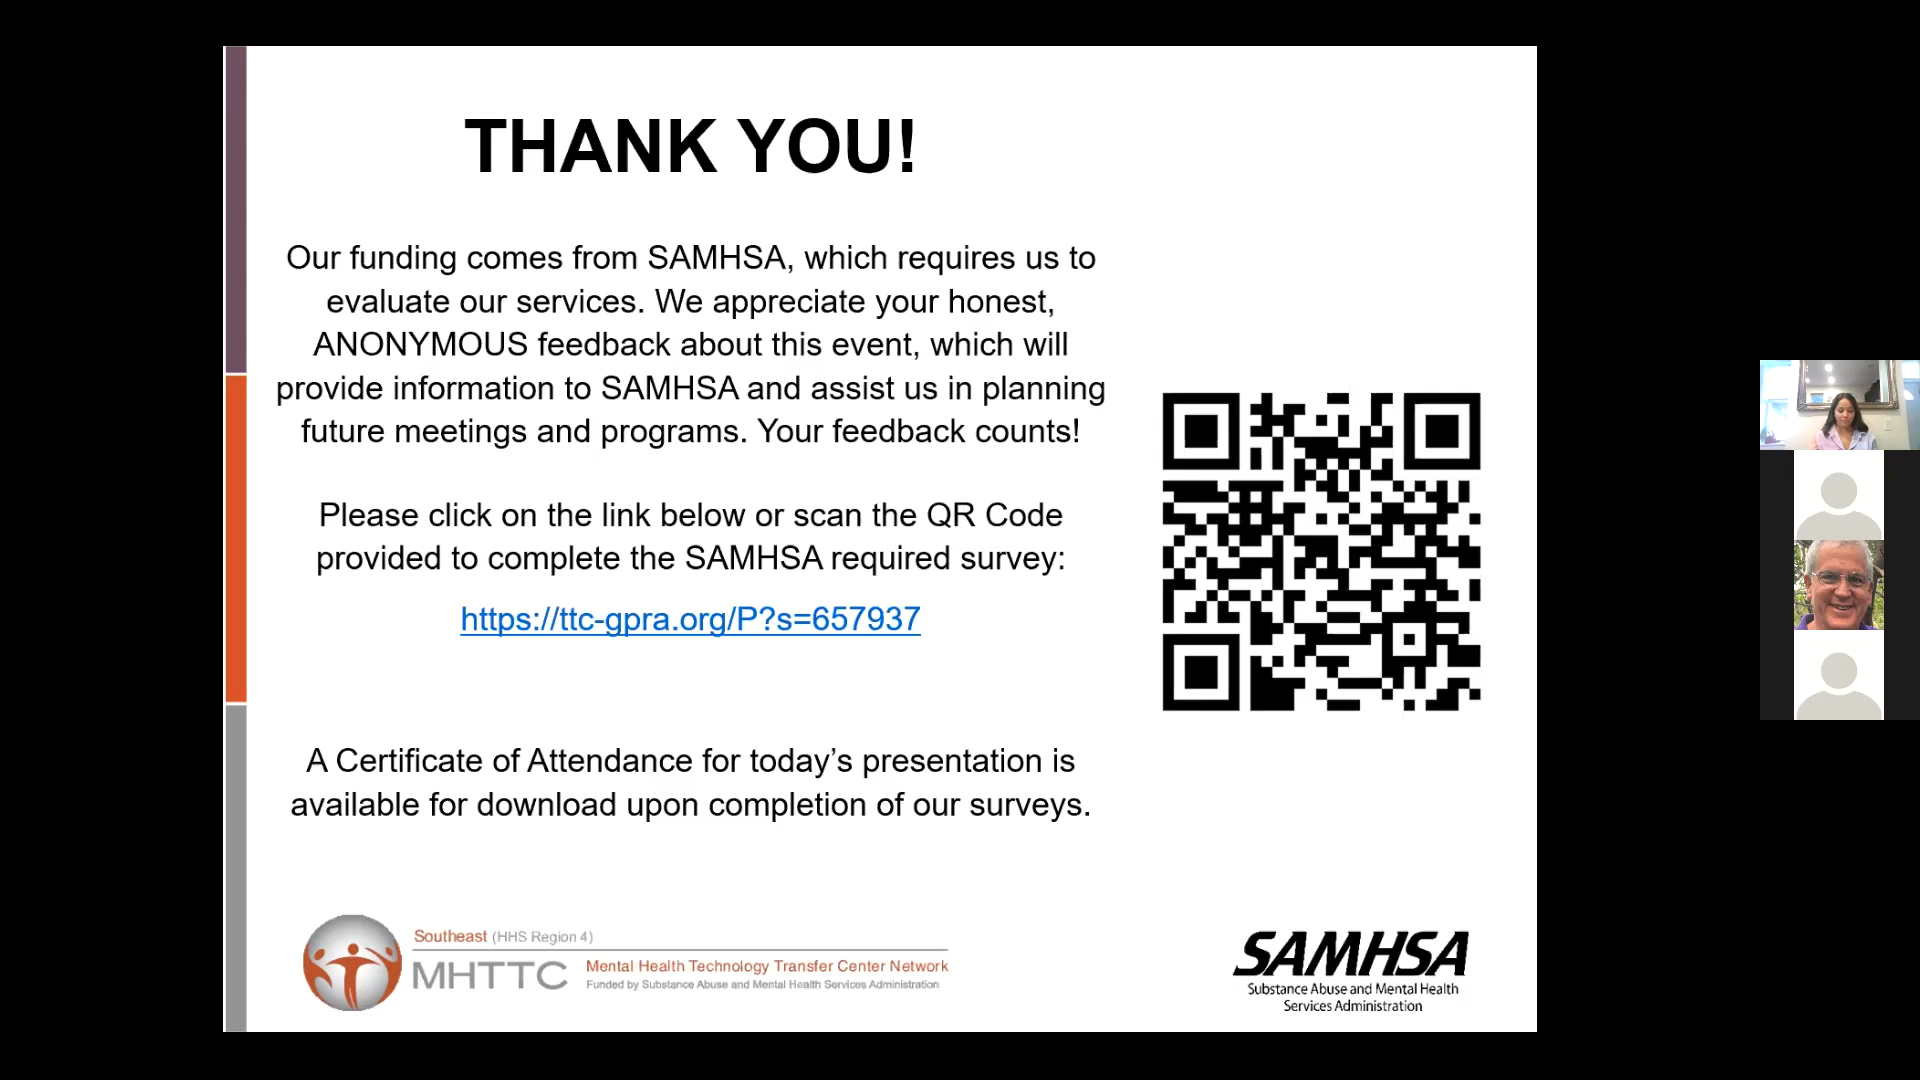 THANK YOU!
Our funding comes from SAMHSA, which requires us to
evaluate our services. We appreciate your honest,
ANONYMOUS feedback about this event, which will
provide information to SAMHSA and assist us in planning
future meetings and programs. Your feedback counts!
Please click on the link below or scan the QR Code
provided to complete the SAMHSA required survey:
https://ttc-gpra.org/P?s=657937
A Certificate of Attendance for today’s presentation is
available for download upon completion of our surveys.
Southeast (HHS Region 4)
MHTTC
Mental Health Technology Transfer Center Network
Funded by Substance Abuse and Mental Health Services Administration
SAMHSA
Substance Abuse and Mental Health
Services Administration